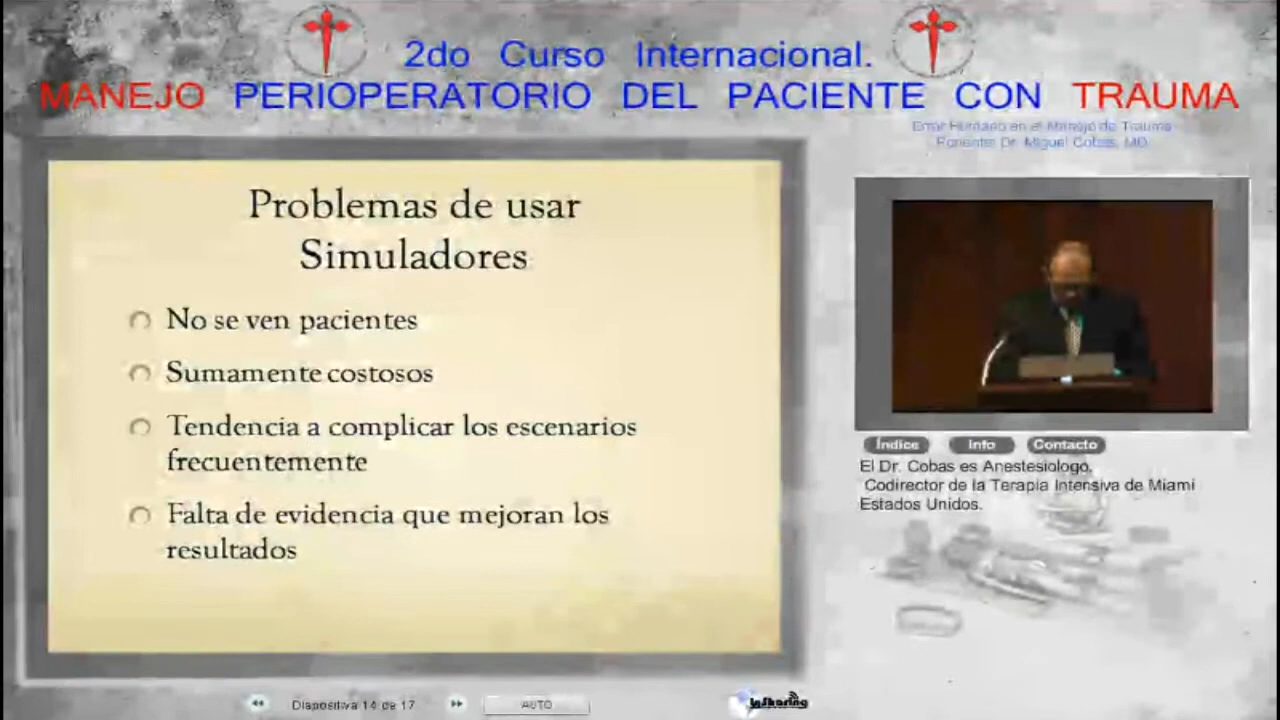 2do Curso Internacional.
MANEJO PERIOPERATORIO DEL PACIENTE CON TRAUMA
Error Humano en el Manejo de Trauma
Ponente: Dr. Miguel Cobas, MD
Problemas de usar
Simuladores
No se ven pacientes
Sumamente costosos
Tendencia a complicar los escenarios
frecuentemente
Falta de evidencia que mejoran los
resultados
Índice Info Contacto
El Dr. Cobas es Anestesiologo.
Codirector de la Terapia Intensiva de Miami
Estados Unidos.
Diapositiva 14 de 17
AUTO